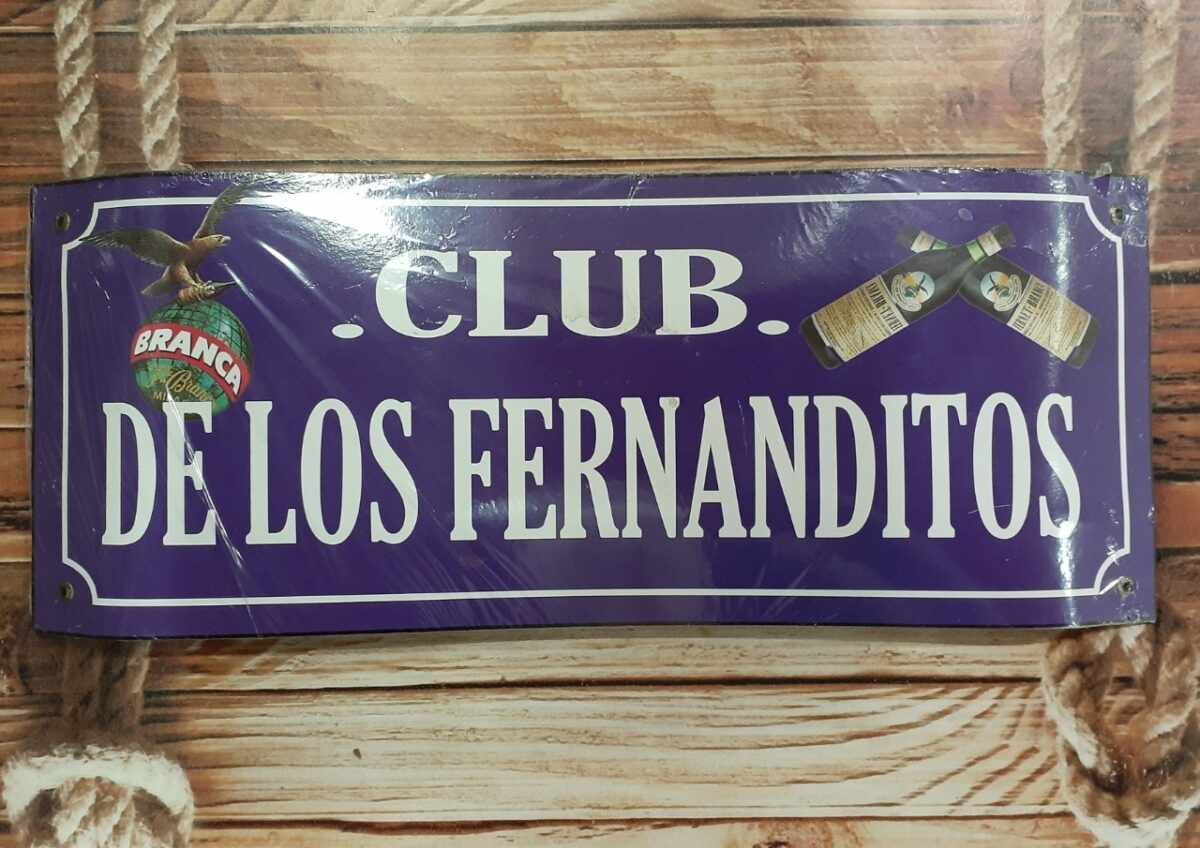 .CLUB.
BRANCA
DE LOS FERNANDITOS